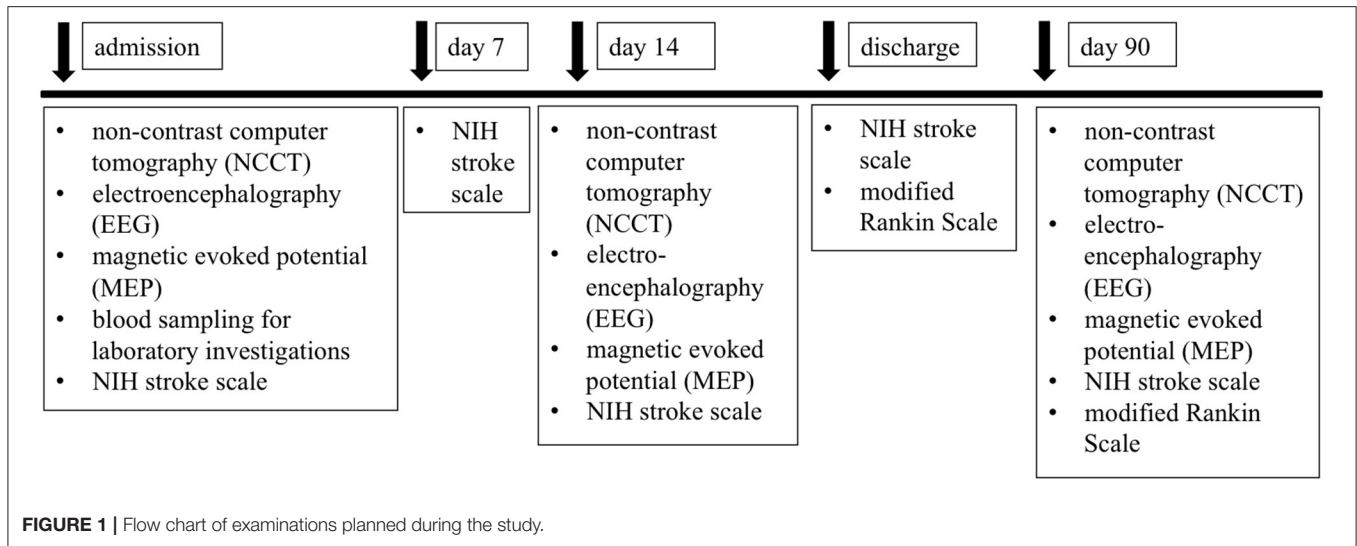 admission
day 7
day 14
discharge
day 90
• non-contrast computer
tomography (NCCT)
• electroencephalography
(EEG)
• magnetic evoked potential
(MEP)
• blood sampling for
laboratory investigations
• NIH stroke scale
• NIH
stroke
scale
• non-contrast
computer
tomography
(NCCT)
• electro-
encephalography
(EEG)
• magnetic evoked
potential (MEP)
• NIH stroke scale
• NIH stroke
scale
• modified
Rankin Scale
• non-contrast
computer
tomography (NCCT)
• electro-
encephalography
(EEG)
• magnetic evoked
potential (MEP)
• NIH stroke scale
• modified Rankin
Scale
FIGURE 1 | Flow chart of examinations planned during the study.